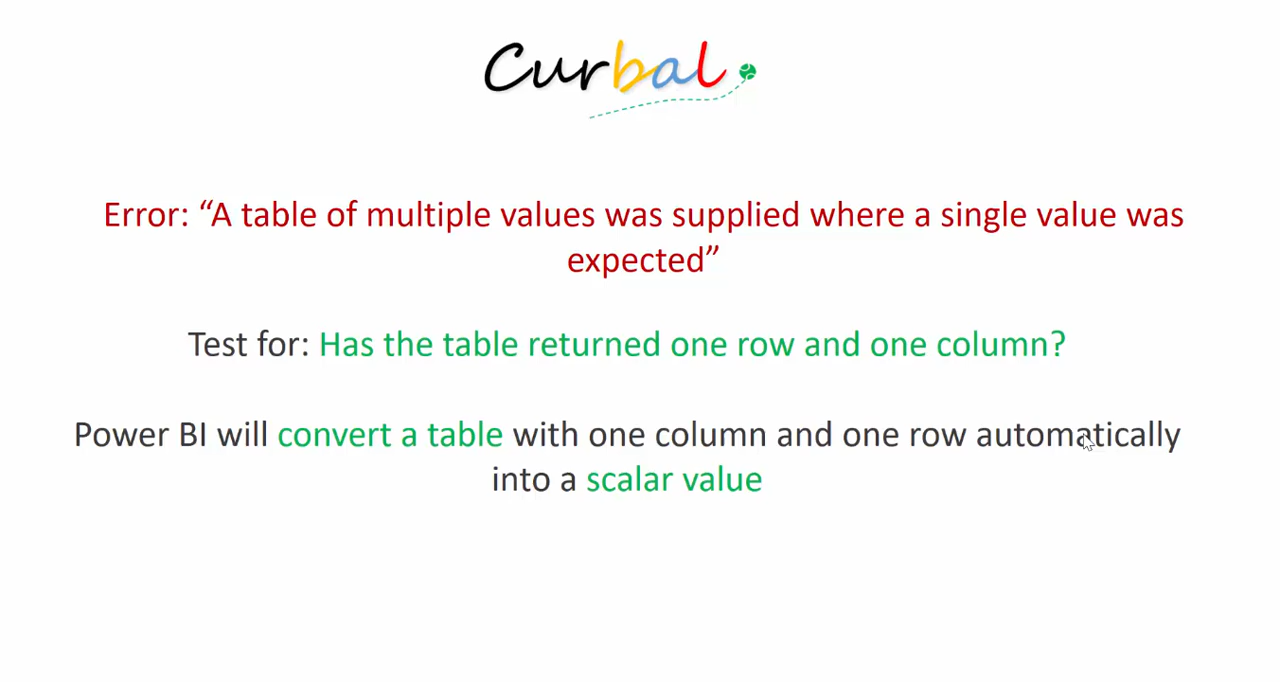 Curbal
Error: “A table of multiple values was supplied where a single value was
expected”
Test for: Has the table returned one row and one column?
Power BI will convert a table with one column and one row automatically
into a scalar value